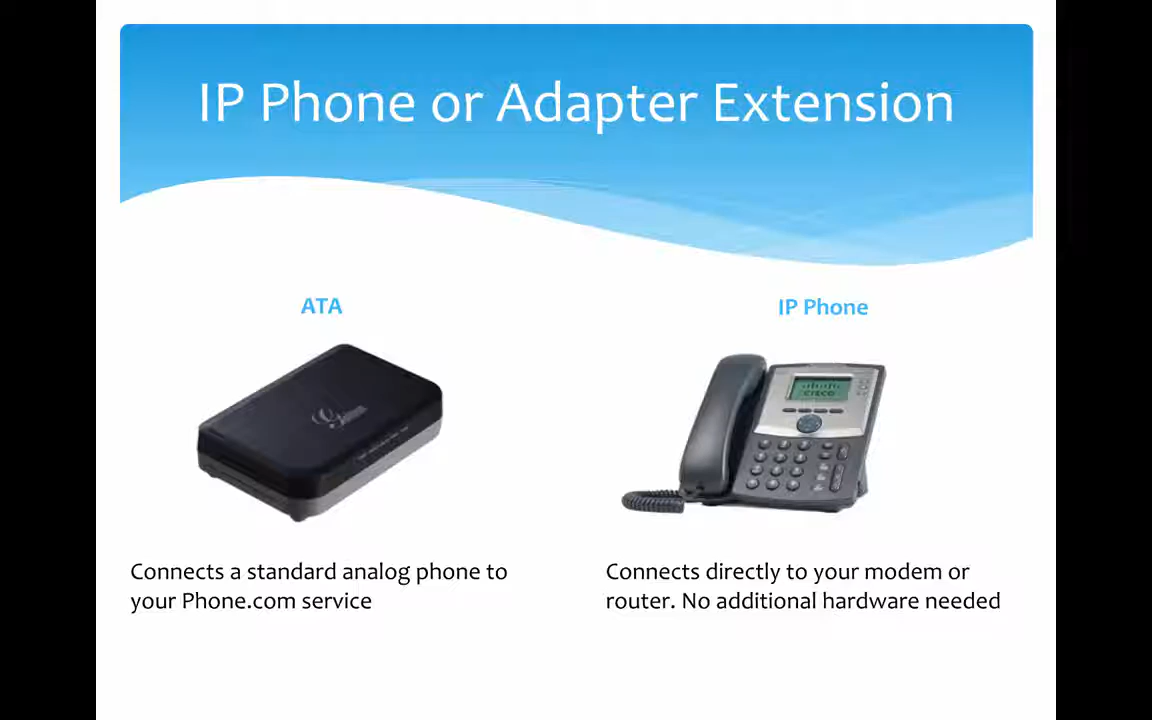 IP Phone or Adapter Extension
ATA
IP Phone
CISCO
Connects a standard analog phone to
your Phone.com service
Connects directly to your modem or
router. No additional hardware needed